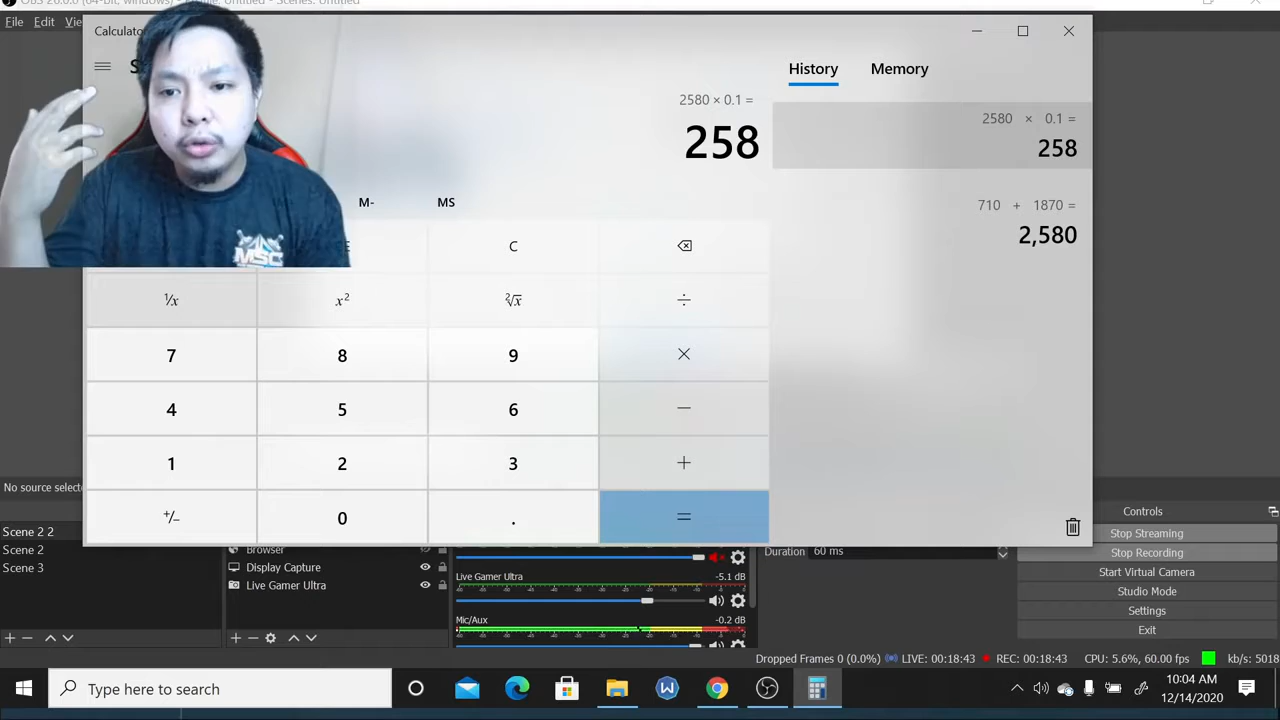 File Edit
Calculator
History Memory
2580 × 0.1 =
258
2580 × 0.1 =
258
710 + 1870 =
2,580
M- MS
MSC
C
1/x x² ²√x ÷
7 8 9 ×
4 5 6 −
1 2 3 +
+/− 0 . =
Scene 2 2
Scene 2
Scene 3
Browser
Display Capture
Live Gamer Ultra
Live Gamer Ultra -5.1 dB
Mic/Aux -0.2 dB
Duration 60 ms
Controls
Stop Streaming
Stop Recording
Start Virtual Camera
Studio Mode
Settings
Exit
Dropped Frames 0 (0.0%) LIVE: 00:18:43 REC: 00:18:43 CPU: 5.6%, 60.00 fps kb/s: 5018
Type here to search
10:04 AM
12/14/2020